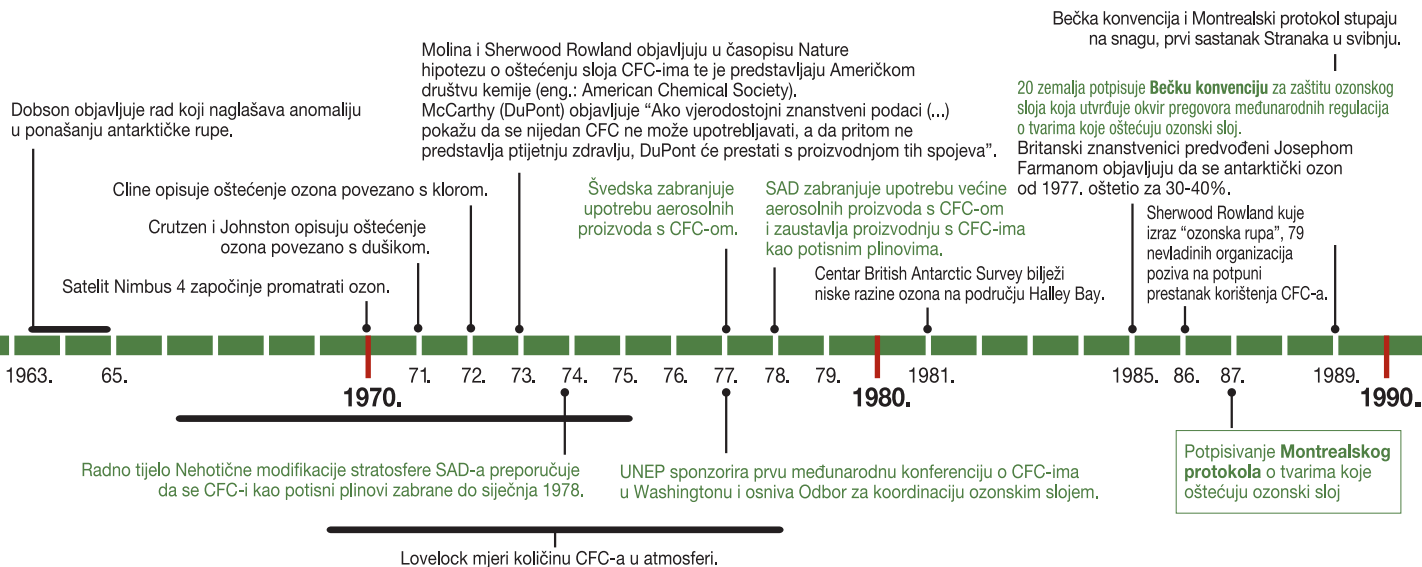 Dobson objavljuje rad koji naglašava anomaliju
u ponašanju antarktičke rupe.
Cline opisuje oštećenje ozona povezano s klorom.
Crutzen i Johnston opisuju oštećenje
ozona povezano s dušikom.
Satelit Nimbus 4 započinje promatrati ozon.
Molina i Sherwood Rowland objavljuju u časopisu Nature
hipotezu o oštećenju sloja CFC-ima te je predstavljaju Američkom
društvu kemije (eng.: American Chemical Society).
McCarthy (DuPont) objavljuje “Ako vjerodostojni znanstveni podaci (...)
pokažu da se nijedan CFC ne može upotrebljavati, a da pritom ne
predstavlja ptijetnju zdravlju, DuPont će prestati s proizvodnjom tih spojeva”.
Švedska zabranjuje
upotrebu aerosolnih
proizvoda s CFC-om.
SAD zabranjuje upotrebu većine
aerosolnih proizvoda s CFC-om
i zaustavlja proizvodnju s CFC-ima
kao potisnim plinovima.
Centar British Antarctic Survey bilježi
niske razine ozona na području Halley Bay.
Bečka konvencija i Montrealski protokol stupaju
na snagu, prvi sastanak Stranaka u svibnju.
20 zemalja potpisuje Bečku konvenciju za zaštitu ozonskog
sloja koja utvrđuje okvir pregovora međunarodnih regulacija
o tvarima koje oštećuju ozonski sloj.
Britanski znanstvenici predvođeni Josephom
Farmanom objavljuju da se antarktički ozon
od 1977. oštetio za 30-40%.
Sherwood Rowland kuje
izraz “ozonska rupa”, 79
nevladinih organizacija
poziva na potpuni
prestanak korištenja CFC-a.
1963. 65. 1970. 71. 72. 73. 74. 75. 76. 77. 78. 79. 1980. 1981. 1985. 86. 87. 1989. 1990.
Radno tijelo Nehotične modifikacije stratosfere SAD-a preporučuje
da se CFC-i kao potisni plinovi zabrane do siječnja 1978.
UNEP sponzorira prvu međunarodnu konferenciju o CFC-ima
u Washingtonu i osniva Odbor za koordinaciju ozonskim slojem.
Potpisivanje Montrealskog
protokola o tvarima koje
oštećuju ozonski sloj
Lovelock mjeri količinu CFC-a u atmosferi.